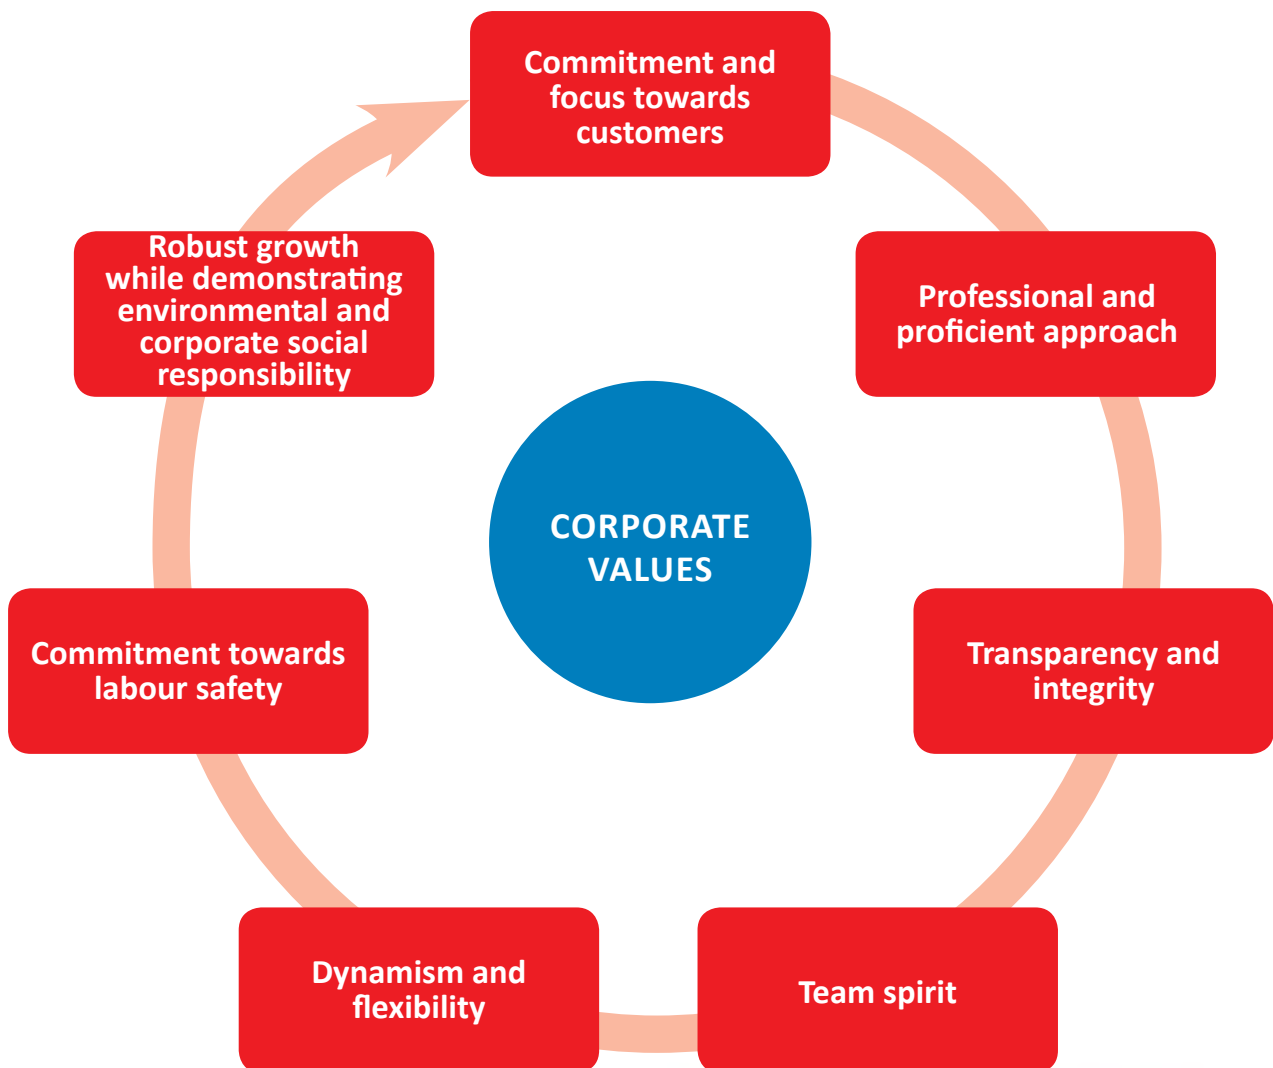 Commitment and
focus towards
customers
Professional and
proficient approach
Transparency and
integrity
Team spirit
Dynamism and
flexibility
Commitment towards
labour safety
Robust growth
while demonstrating
environmental and
corporate social
responsibility
CORPORATE
VALUES